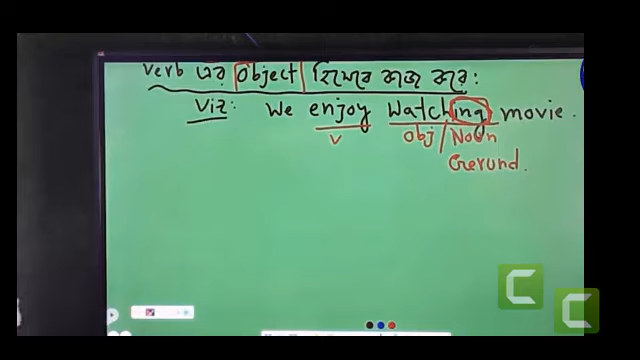 verb এর object হিসেবে কাজ করে:
viz: we enjoy watching movie.
v obj/Noun
Gerund.